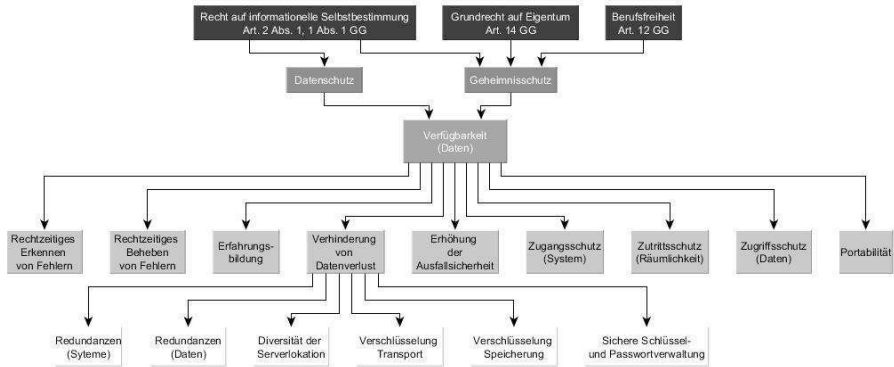 Recht auf informationelle Selbstbestimmung
Art. 2 Abs. 1, 1 Abs. 1 GG
Grundrecht auf Eigentum
Art. 14 GG
Berufsfreiheit
Art. 12 GG
Datenschutz
Geheimnisschutz
Verfügbarkeit
(Daten)
Rechtzeitiges
Erkennen
von Fehlern
Rechtzeitiges
Beheben
von Fehlern
Erfahrungs-
bildung
Verhinderung
von
Datenverlust
Erhöhung
der
Ausfallsicherheit
Zugangsschutz
(System)
Zutrittsschutz
(Räumlichkeit)
Zugriffsschutz
(Daten)
Portabilität
Redundanzen
(Syteme)
Redundanzen
(Daten)
Diversität der
Serverlokation
Verschlüsselung
Transport
Verschlüsselung
Speicherung
Sichere Schlüssel-
und Passwortverwaltung